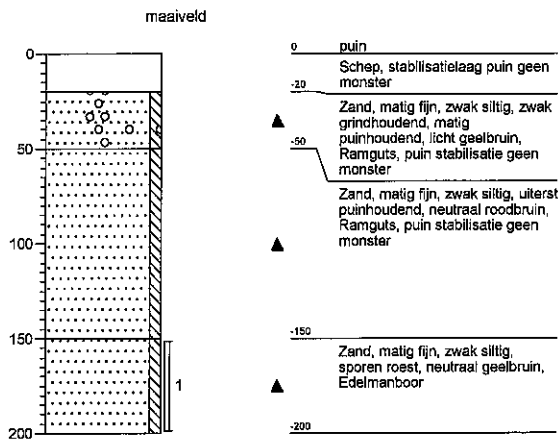 maaiveld
0
50
100
150
200
1
0 puin
Schep, stabilisatielaag puin geen
monster
-20
Zand, matig fijn, zwak siltig, zwak
grindhoudend, matig
puinhoudend, licht geelbruin,
Ramguts, puin stabilisatie geen
monster
-50
Zand, matig fijn, zwak siltig, uiterst
puinhoudend, neutraal roodbruin,
Ramguts, puin stabilisatie geen
monster
-150
Zand, matig fijn, zwak siltig,
sporen roest, neutraal geelbruin,
Edelmanboor
-200